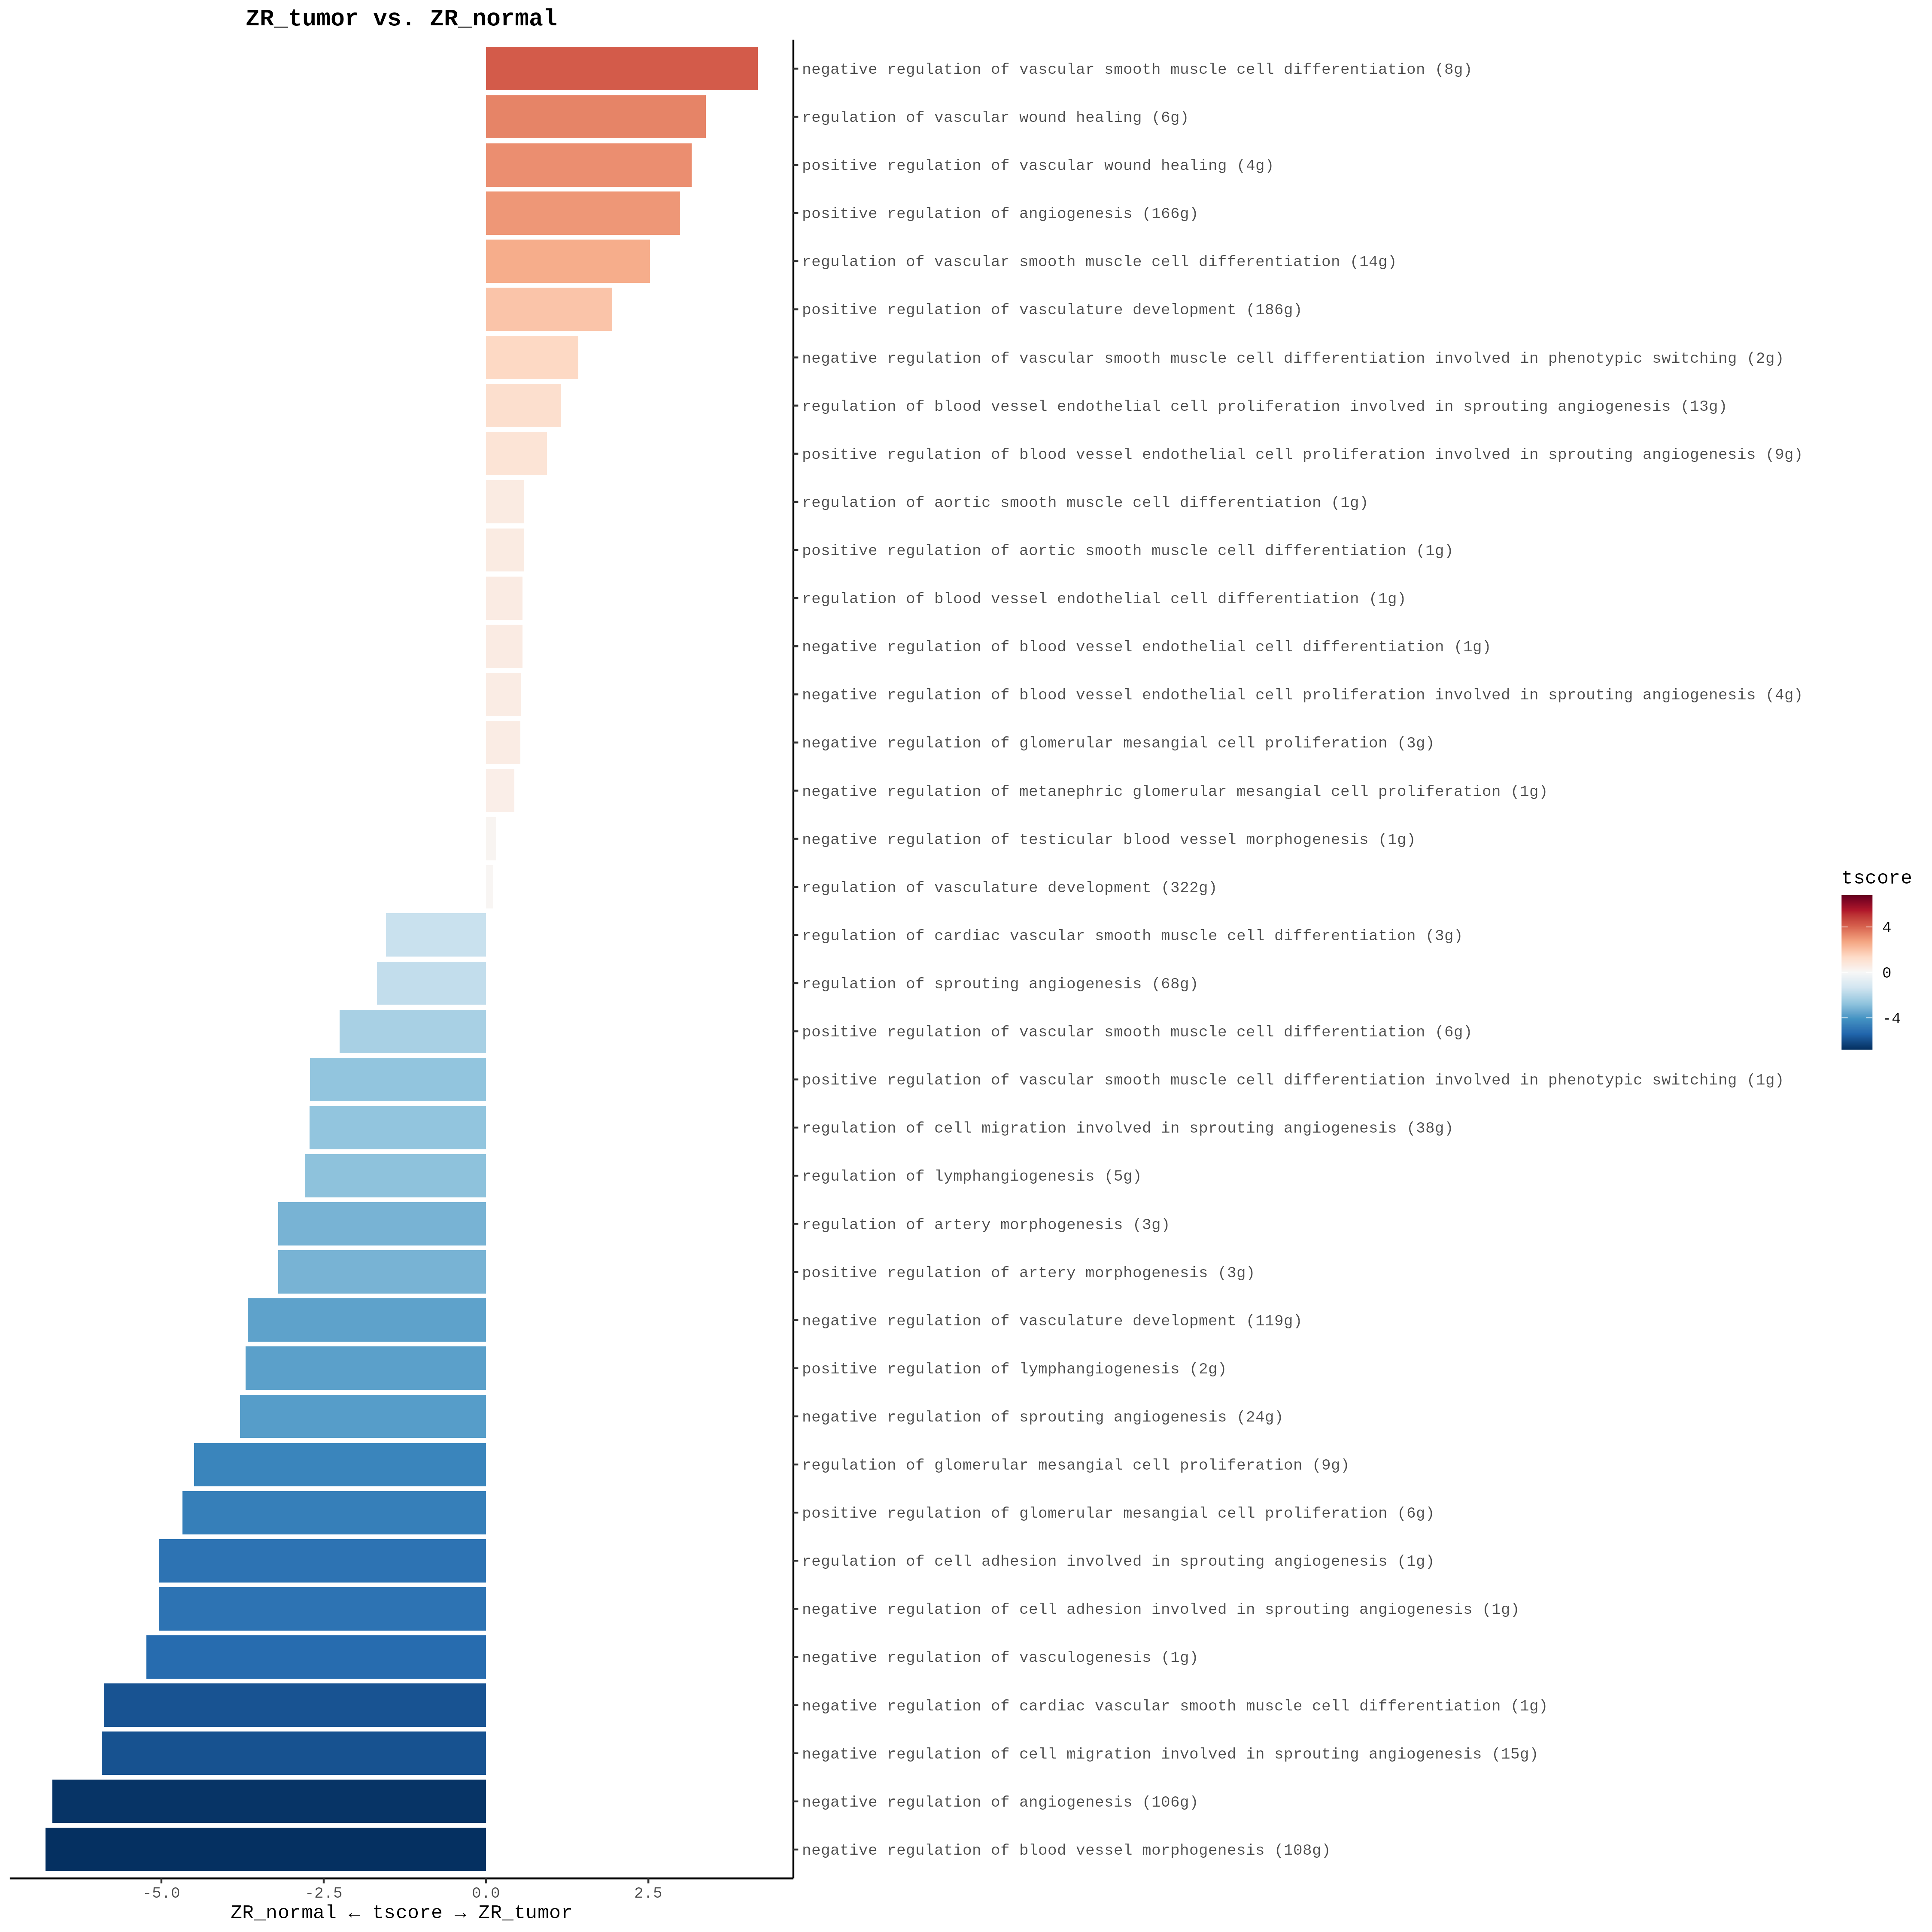 ZR_tumor vs. ZR_normal
negative regulation of vascular smooth muscle cell differentiation (8g)
regulation of vascular wound healing (6g)
positive regulation of vascular wound healing (4g)
positive regulation of angiogenesis (166g)
regulation of vascular smooth muscle cell differentiation (14g)
positive regulation of vasculature development (186g)
negative regulation of vascular smooth muscle cell differentiation involved in phenotypic switching (2g)
regulation of blood vessel endothelial cell proliferation involved in sprouting angiogenesis (13g)
positive regulation of blood vessel endothelial cell proliferation involved in sprouting angiogenesis (9g)
regulation of aortic smooth muscle cell differentiation (1g)
positive regulation of aortic smooth muscle cell differentiation (1g)
regulation of blood vessel endothelial cell differentiation (1g)
negative regulation of blood vessel endothelial cell differentiation (1g)
negative regulation of blood vessel endothelial cell proliferation involved in sprouting angiogenesis (4g)
negative regulation of glomerular mesangial cell proliferation (3g)
negative regulation of metanephric glomerular mesangial cell proliferation (1g)
negative regulation of testicular blood vessel morphogenesis (1g)
regulation of vasculature development (322g)
regulation of cardiac vascular smooth muscle cell differentiation (3g)
regulation of sprouting angiogenesis (68g)
positive regulation of vascular smooth muscle cell differentiation (6g)
positive regulation of vascular smooth muscle cell differentiation involved in phenotypic switching (1g)
regulation of cell migration involved in sprouting angiogenesis (38g)
regulation of lymphangiogenesis (5g)
regulation of artery morphogenesis (3g)
positive regulation of artery morphogenesis (3g)
negative regulation of vasculature development (119g)
positive regulation of lymphangiogenesis (2g)
negative regulation of sprouting angiogenesis (24g)
regulation of glomerular mesangial cell proliferation (9g)
positive regulation of glomerular mesangial cell proliferation (6g)
regulation of cell adhesion involved in sprouting angiogenesis (1g)
negative regulation of cell adhesion involved in sprouting angiogenesis (1g)
negative regulation of vasculogenesis (1g)
negative regulation of cardiac vascular smooth muscle cell differentiation (1g)
negative regulation of cell migration involved in sprouting angiogenesis (15g)
negative regulation of angiogenesis (106g)
negative regulation of blood vessel morphogenesis (108g)
-5.0 -2.5 0.0 2.5
ZR_normal ← tscore → ZR_tumor
tscore
4
0
-4